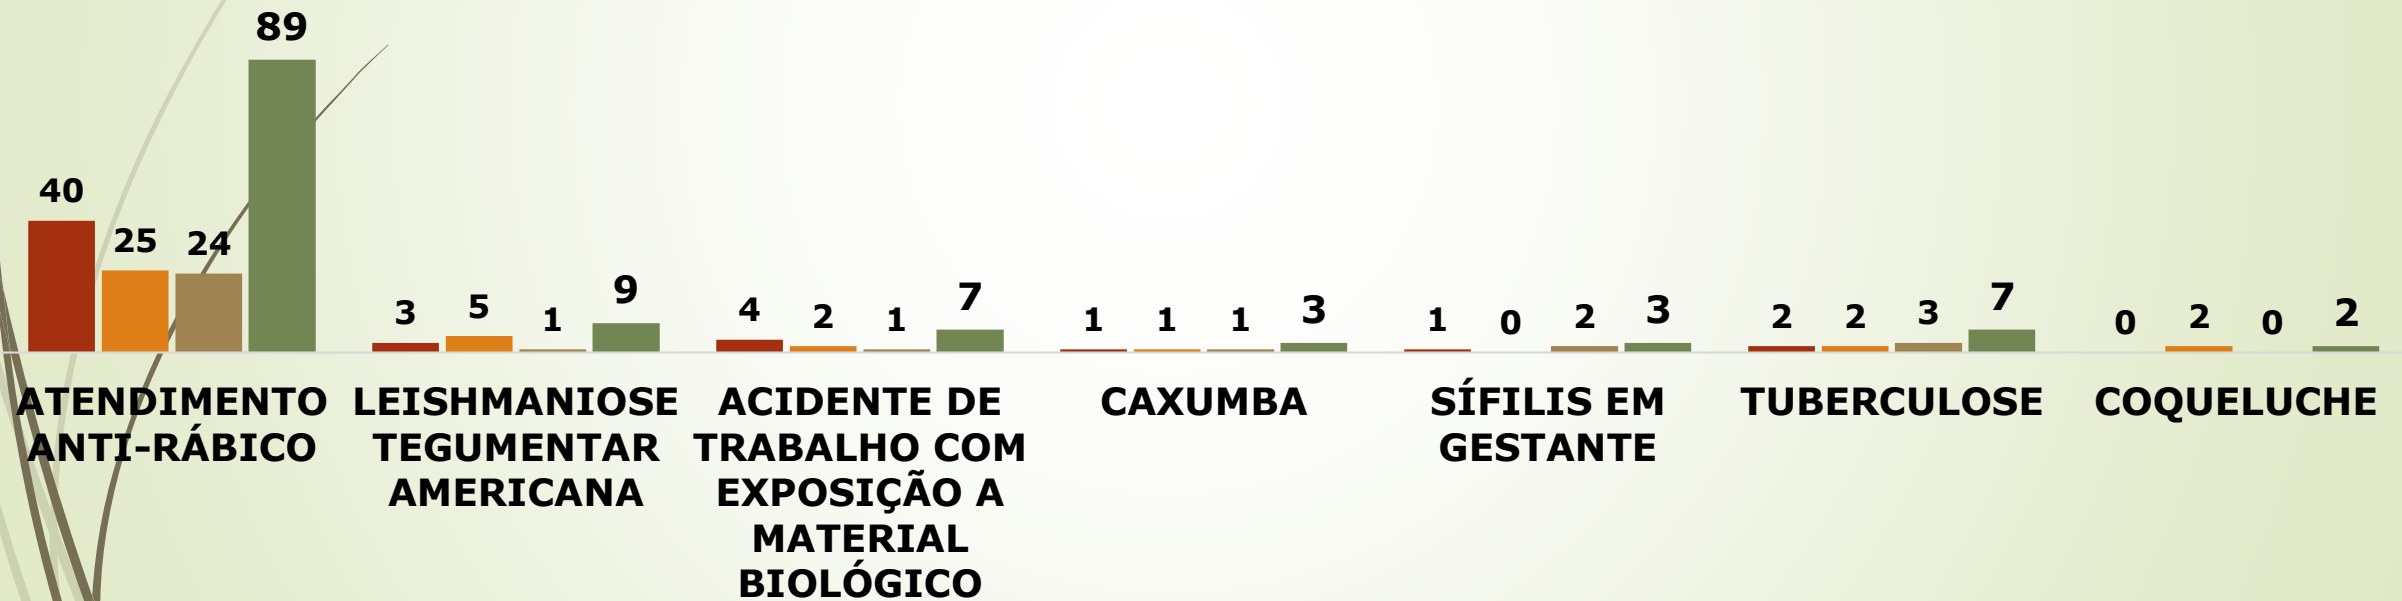 89
40
25 24
3 5 1 9
4 2 1 7
1 1 1 3
1 0 2 3
2 2 3 7
0 2 0 2
ATENDIMENTO
ANTI-RÁBICO
LEISHMANIOSE
TEGUMENTAR
AMERICANA
ACIDENTE DE
TRABALHO COM
EXPOSIÇÃO A
MATERIAL
BIOLÓGICO
CAXUMBA
SÍFILIS EM
GESTANTE
TUBERCULOSE
COQUELUCHE